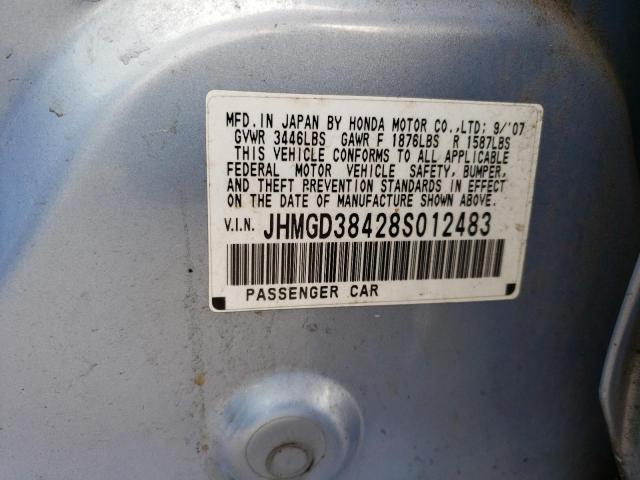 MFD.IN JAPAN BY HONDA MOTOR CO.,LTD; 9/'07
GVWR 3446LBS GAWR F 1876LBS R 1587LBS
THIS VEHICLE CONFORMS TO ALL APPLICABLE
FEDERAL MOTOR VEHICLE SAFETY, BUMPER,
AND THEFT PREVENTION STANDARDS IN EFFECT
ON THE DATE OF MANUFACTURE SHOWN ABOVE.
V.I.N. JHMGD38428S012483
PASSENGER CAR